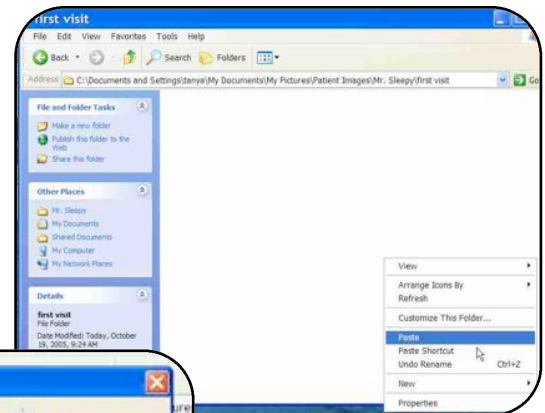 first visit
File Edit View Favorites Tools Help
Back Search Folders
Address C:\Documents and Settings\tanya\My Documents\My Pictures\Patient Images\Mr. Sleepy\first visit Go
File and Folder Tasks
Make a new folder
Publish this folder to the
Web
Share this folder
Other Places
Mr. Sleepy
My Documents
Shared Documents
My Computer
My Network Places
Details
first visit
File Folder
Date Modified: Today, October
19, 2005, 9:24 AM
View
Arrange Icons By
Refresh
Customize This Folder...
Paste
Paste Shortcut
Undo Rename Ctrl+Z
New
Properties
ure